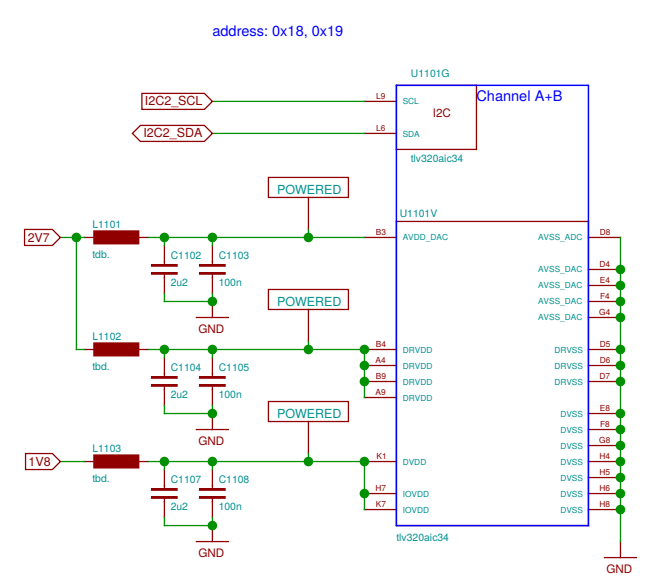 address: 0x18, 0x19
U1101G
Channel A+B
I2C2_SCL
L9
SCL
I2C
I2C2_SDA
L6
SDA
tlv320aic34
POWERED
U1101V
2V7
L1101
tdb.
B3
AVDD_DAC
AVSS_ADC
D8
C1102
2u2
C1103
100n
GND
AVSS_DAC
D4
AVSS_DAC
E4
AVSS_DAC
F4
AVSS_DAC
G4
POWERED
L1102
tbd.
B4
DRVDD
A4
DRVDD
B9
DRVDD
A9
DRVDD
DRVSS
D5
DRVSS
D6
DRVSS
D7
C1104
2u2
C1105
100n
GND
POWERED
DVSS
E8
DVSS
F8
DVSS
G8
DVSS
H4
DVSS
H5
DVSS
H6
DVSS
H8
1V8
L1103
tbd.
K1
DVDD
H7
IOVDD
K7
IOVDD
C1107
2u2
C1108
100n
GND
tlv320aic34
GND